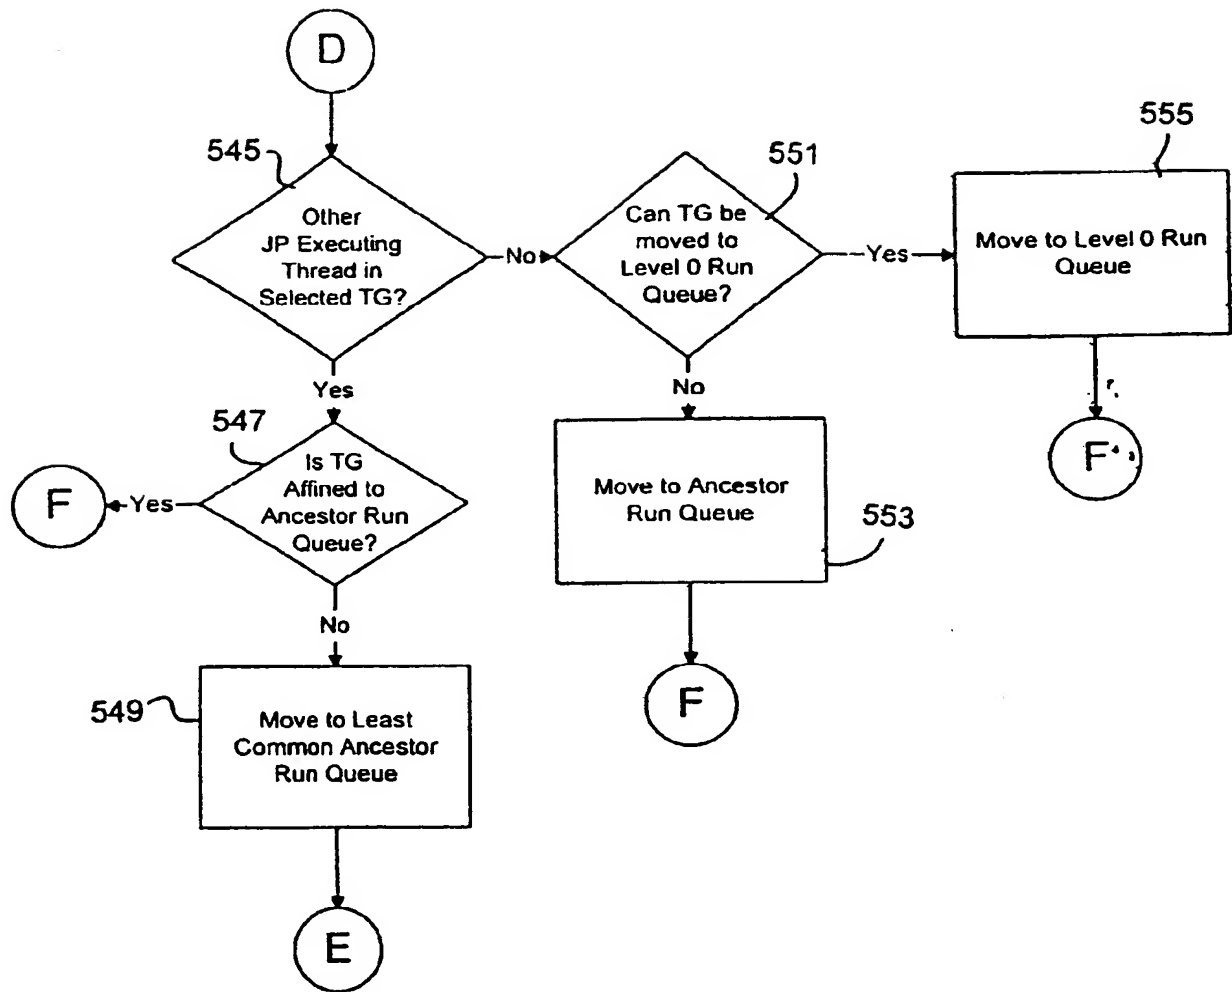 D
545
Other
JP Executing
Thread in
Selected TG?
No
551
Can TG be
moved to
Level 0 Run
Queue?
Yes
555
Move to Level 0 Run
Queue
F
Yes
No
547
Is TG
Affined to
Ancestor Run
Queue?
Yes
F
Move to Ancestor
Run Queue
553
F
No
549
Move to Least
Common Ancestor
Run Queue
E